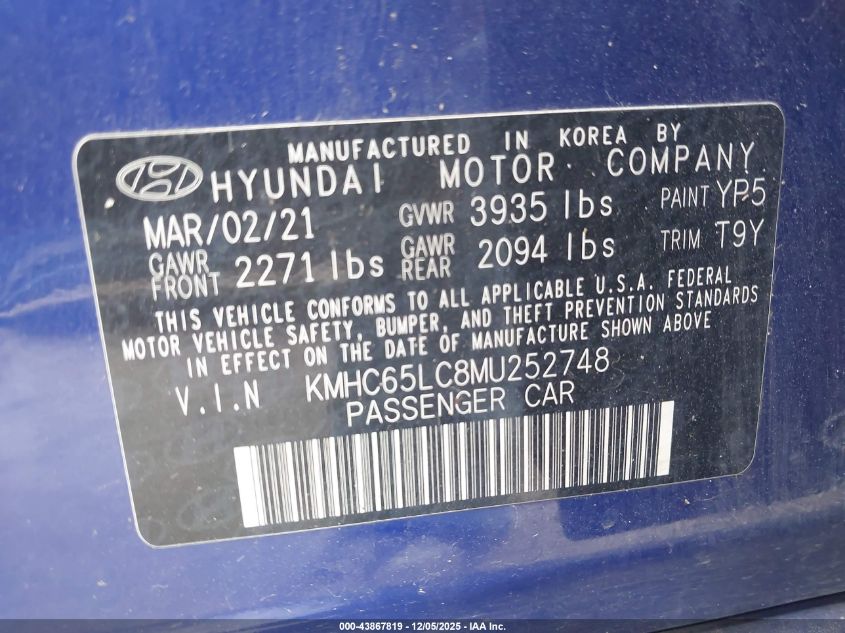 MANUFACTURED IN KOREA BY
HYUNDAI MOTOR COMPANY
MAR/02/21 GVWR 3935 lbs PAINT YP5
GAWR FRONT 2271 lbs GAWR REAR 2094 lbs TRIM T9Y
THIS VEHICLE CONFORMS TO ALL APPLICABLE U.S.A. FEDERAL
MOTOR VEHICLE SAFETY, BUMPER, AND THEFT PREVENTION STANDARDS
IN EFFECT ON THE DATE OF MANUFACTURE SHOWN ABOVE
V.I.N KMHC65LC8MU252748
PASSENGER CAR
000-43867819 - 12/05/2025 - IAA Inc.